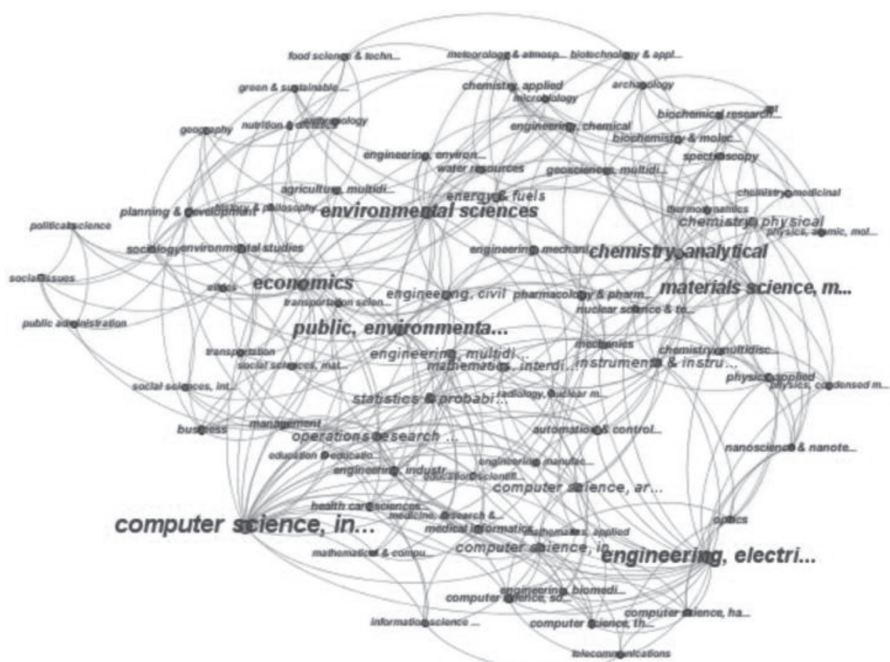 food science & techn...
meteorology & atmosp...
biotechnology & appl...
green & sustainable ...
chemistry, applied
microbiology
archaeology
biochemical research...
geography
nutrition & dietetics
engineering, chemical
biochemistry & molec...
engineering, environ...
spectroscopy
water resources
geosciences, multidi...
agriculture, multidi...
energy & fuels
chemistry, medicinal
planning & development
history & philosophy...
environmental sciences
thermodynamics
chemistry, physical
political science
physics, atomic, mol...
sociology
environmental studies
engineering, mechani...
chemistry, analytical
social issues
ethics
economics
engineering, civil
pharmacology & pharm...
materials science, m...
transportation scien...
nuclear science & te...
public administration
public, environmenta...
mechanics
transportation
engineering, multidi...
chemistry, multidisc...
social sciences, mat...
mathematics, interdi...
instruments & instru...
physics, applied
social sciences, int...
radiology, nuclear m...
physics, condensed m...
statistics & probabi...
business
management
operations research ...
automation & control...
nanoscience & nanote...
education & educatio...
engineering, industr...
engineering, manufac...
education, scientifi...
computer science, ar...
health care sciences...
medicine, research &...
computer science, in...
medical informatics
mathematics, applied
optics
mathematical & compu...
computer science, in...
engineering, electri...
engineering, biomedi...
computer science, so...
computer science, ha...
information science ...
computer science, th...
telecommunications